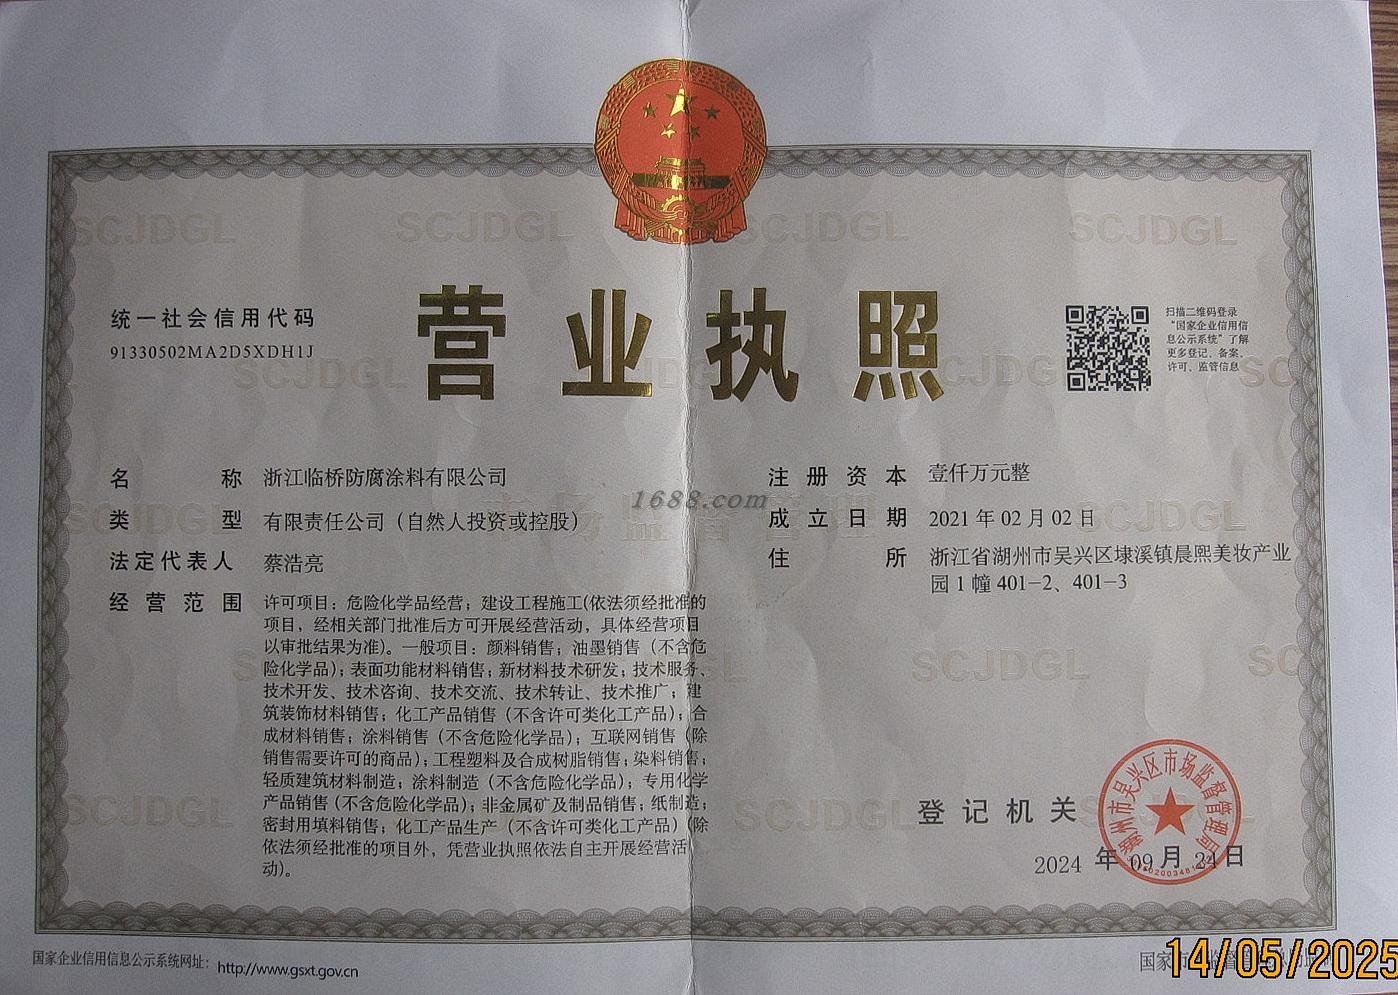 营业执照
统一社会信用代码
91330502MA2D5XDH1J
扫描二维码登录
“国家企业信用信
息公示系统”了解
更多登记、备案、
许可、监管信息
名称 浙江临桥防腐涂料有限公司
类型 有限责任公司（自然人投资或控股）
法定代表人 蔡浩亮
经营范围 许可项目：危险化学品经营；建设工程施工(依法须经批准的
项目，经相关部门批准后方可开展经营活动，具体经营项目
以审批结果为准)。一般项目：颜料销售；油墨销售（不含危
险化学品）；表面功能材料销售；新材料技术研发；技术服务、
技术开发、技术咨询、技术交流、技术转让、技术推广；建
筑装饰材料销售；化工产品销售（不含许可类化工产品）；合
成材料销售；涂料销售（不含危险化学品）；互联网销售（除
销售需要许可的商品）；工程塑料及合成树脂销售；染料销售；
轻质建筑材料制造；涂料制造（不含危险化学品）；专用化学
产品销售（不含危险化学品）；非金属矿及制品销售；纸制造；
密封用填料销售；化工产品生产（不含许可类化工产品）(除
依法须经批准的项目外，凭营业执照依法自主开展经营活
动)。
注册资本 壹仟万元整
成立日期 2021年02月02日
住所 浙江省湖州市吴兴区埭溪镇晨熙美妆产业
园1幢401-2、401-3
1688.com
登记机关
湖州市吴兴区市场监督管理局
2024年09月24日
国家企业信用信息公示系统网址：http://www.gsxt.gov.cn
14/05/2025
SCJDGL
市场监督管理